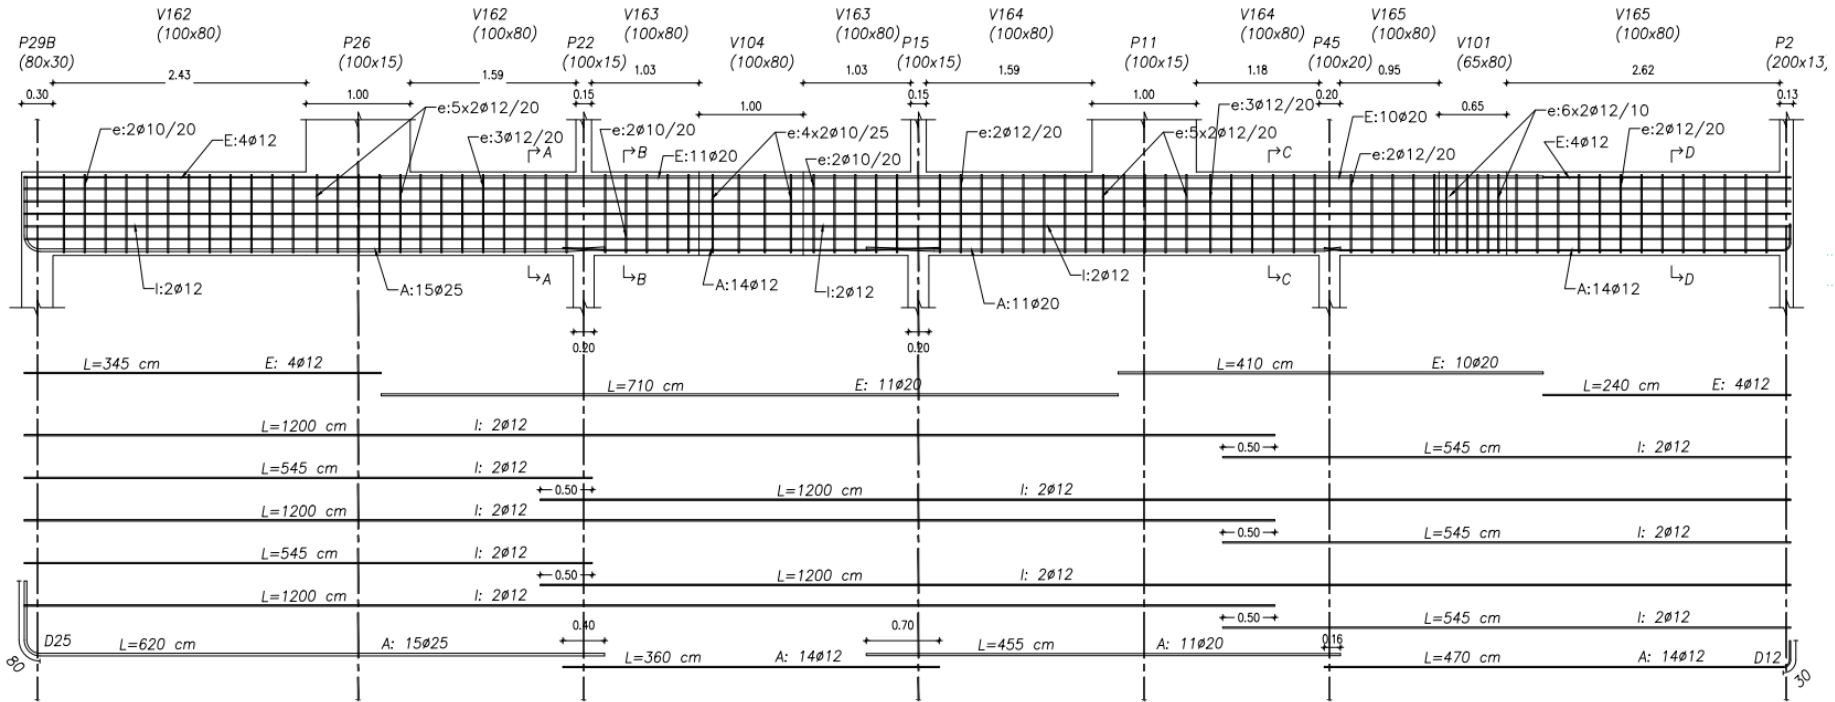 V162
(100x80)
V162
(100x80)
V163
(100x80)
V163
(100x80)
V164
(100x80)
V164
(100x80)
V165
(100x80)
V165
(100x80)
P29B
(80x30)
P26
(100x15)
P22
(100x15)
V104
(100x80)
P15
(100x15)
P11
(100x15)
P45
(100x20)
V101
(65x80)
P2
(200x13,
2.43
1.59
1.03
1.03
1.59
1.18
0.95
2.62
0.30
1.00
0.15
1.00
0.15
1.00
0.20
0.65
0.13
e:2ø10/20
E:4ø12
e:5x2ø12/20
e:3ø12/20
A
e:2ø10/20
B
E:11ø20
e:4x2ø10/25
e:2ø10/20
e:2ø12/20
e:5x2ø12/20
e:3ø12/20
C
E:10ø20
e:2ø12/20
e:6x2ø12/10
E:4ø12
e:2ø12/20
D
I:2ø12
A:15ø25
A
B
A:14ø12
I:2ø12
A:11ø20
I:2ø12
C
A:14ø12
D
0.20
0.20
L=345 cm E: 4ø12
L=410 cm E: 10ø20
L=710 cm E: 11ø20
L=240 cm E: 4ø12
L=1200 cm I: 2ø12
0.50
L=545 cm I: 2ø12
L=545 cm I: 2ø12
0.50
L=1200 cm I: 2ø12
L=1200 cm I: 2ø12
0.50
L=545 cm I: 2ø12
L=545 cm I: 2ø12
0.50
L=1200 cm I: 2ø12
L=1200 cm I: 2ø12
0.50
L=545 cm I: 2ø12
80
D25
L=620 cm A: 15ø25
0.40
L=360 cm A: 14ø12
0.70
L=455 cm A: 11ø20
0.16
L=470 cm A: 14ø12
D12
30